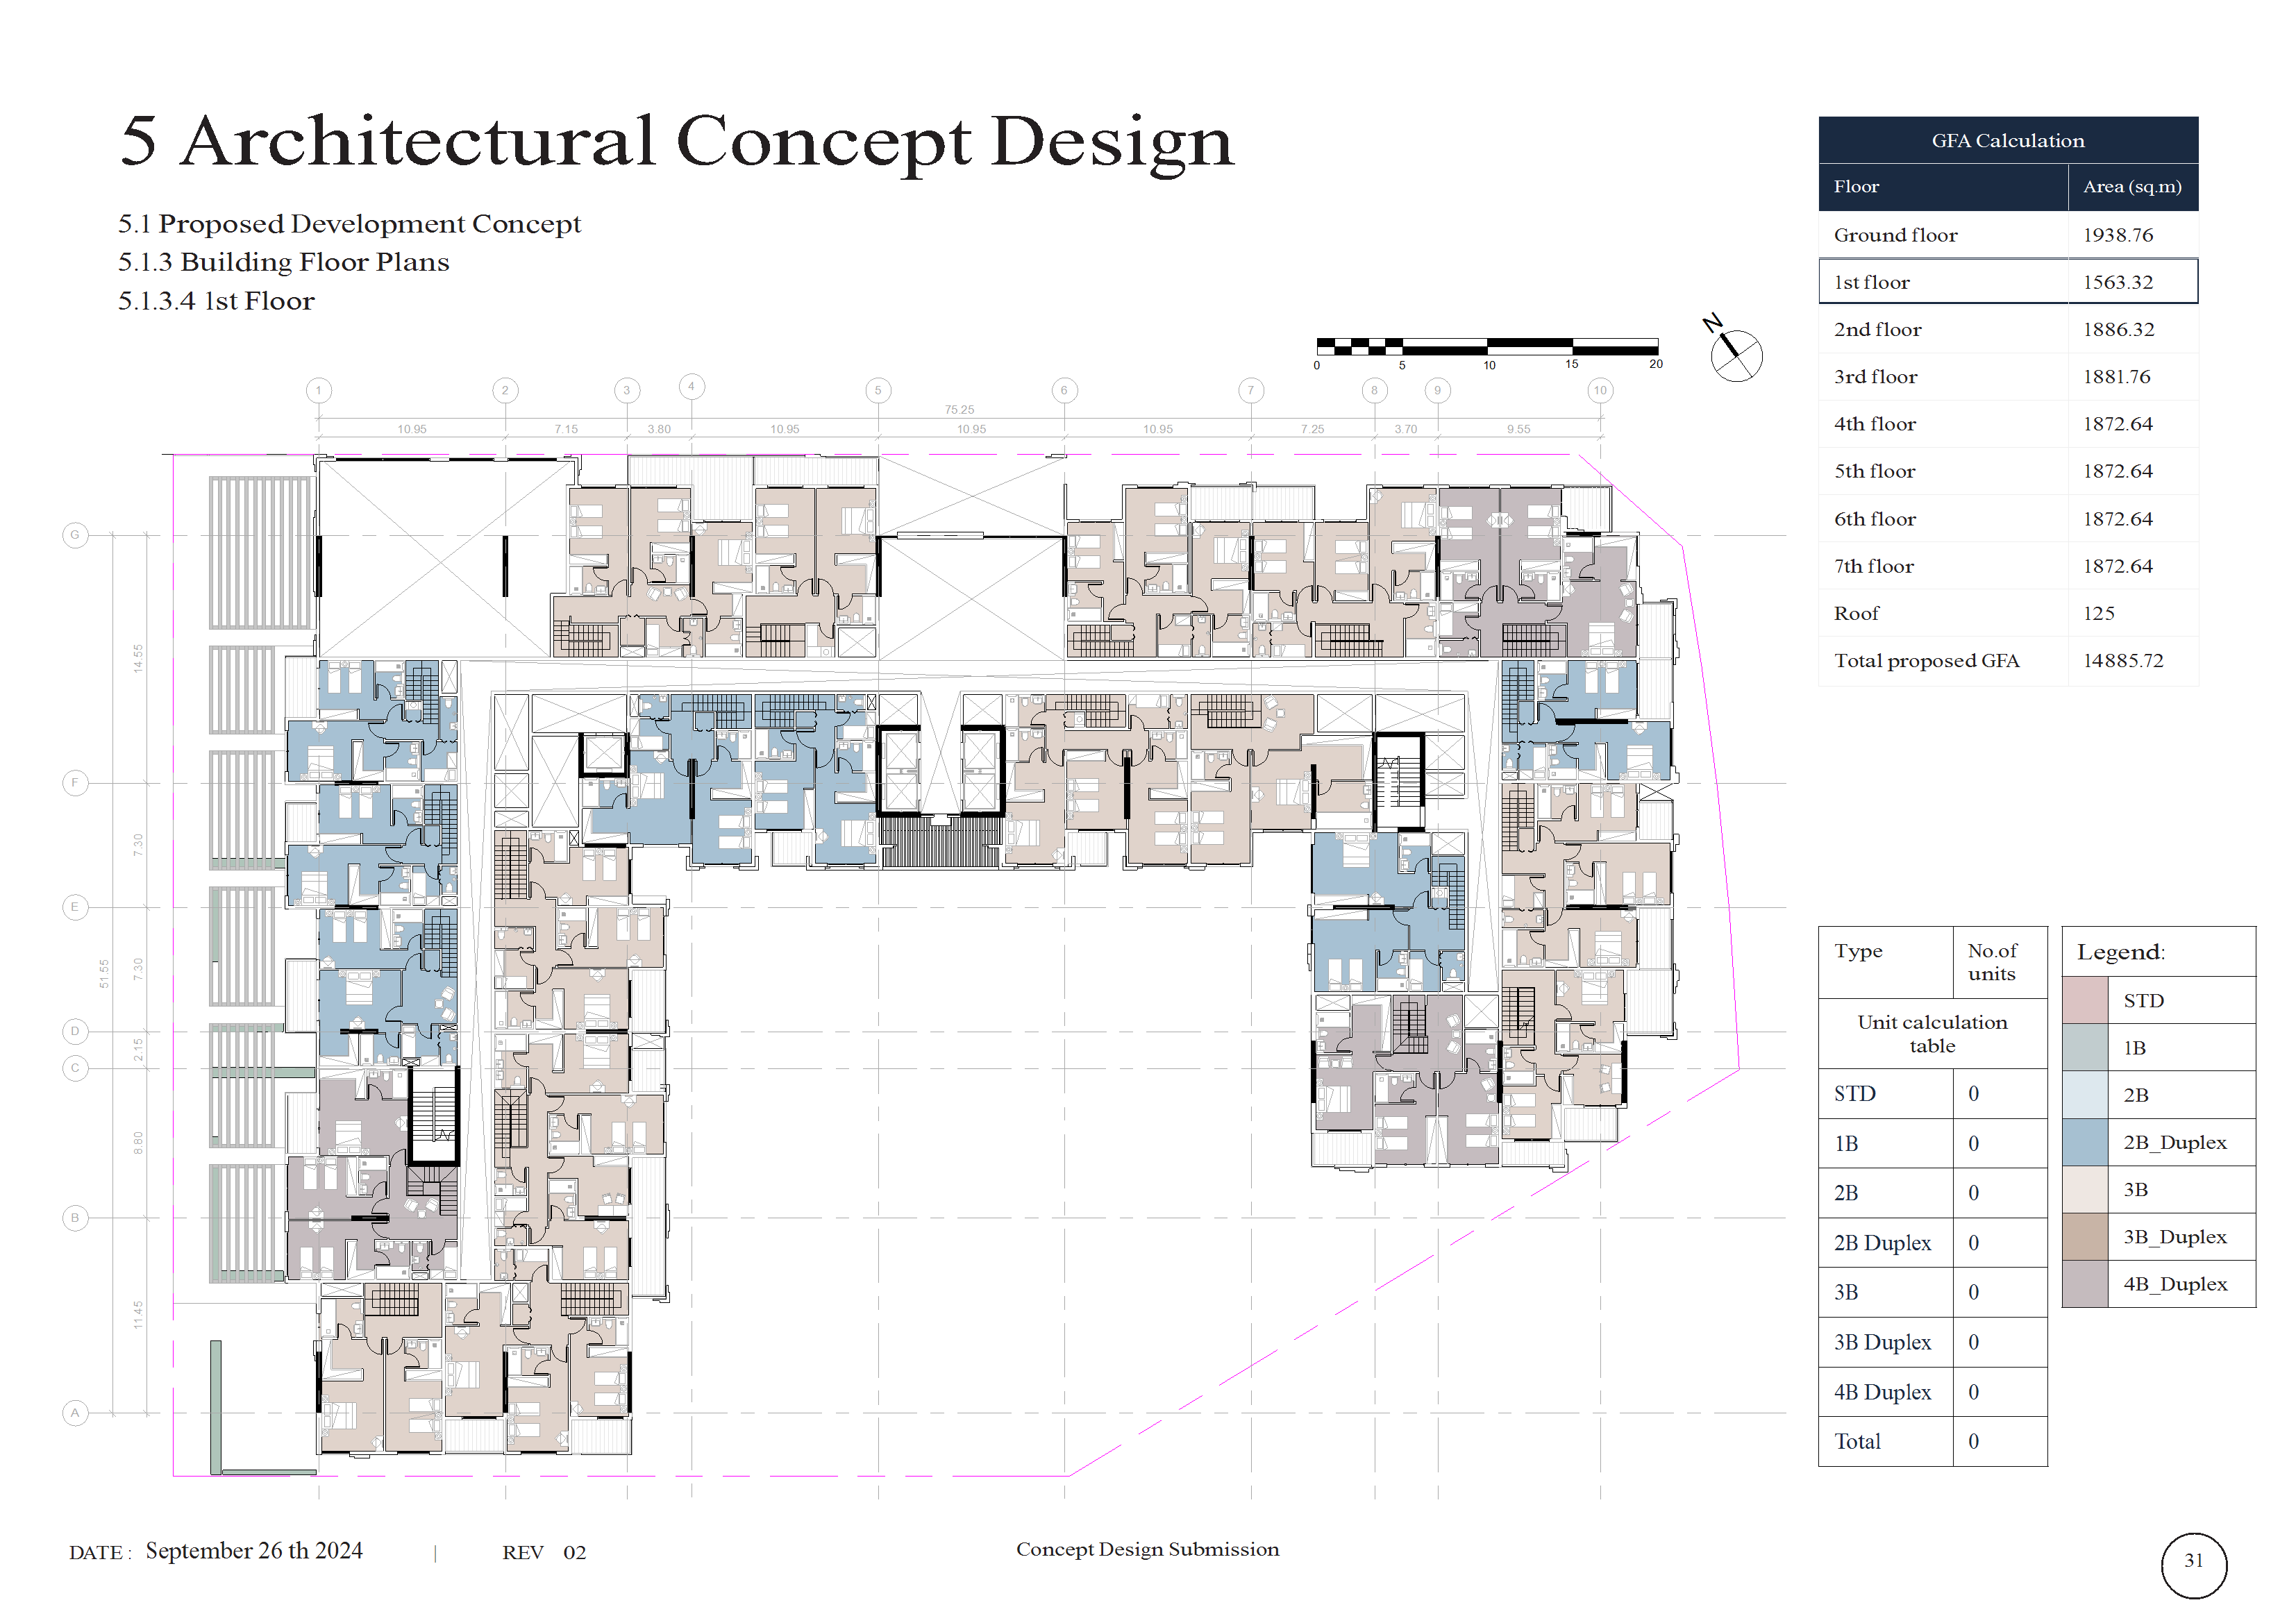 5 Architectural Concept Design
5.1 Proposed Development Concept
5.1.3 Building Floor Plans
5.1.3.4 1st Floor
GFA Calculation
Floor Area (sq.m)
Ground floor 1938.76
1st floor 1563.32
2nd floor 1886.32
3rd floor 1881.76
4th floor 1872.64
5th floor 1872.64
6th floor 1872.64
7th floor 1872.64
Roof 125
Total proposed GFA 14885.72
N
0 5 10 15 20
1 2 3 4 5 6 7 8 9 10
75.25
10.95 7.15 3.80 10.95 10.95 10.95 7.25 3.70 9.55
G
14.55
F
7.30
E
51.55
7.30
D
2.15
C
8.80
B
11.45
A
Type No.of
units
Unit calculation
table
STD 0
1B 0
2B 0
2B Duplex 0
3B 0
3B Duplex 0
4B Duplex 0
Total 0
Legend:
STD
1B
2B
2B_Duplex
3B
3B_Duplex
4B_Duplex
DATE : September 26 th 2024 | REV 02
Concept Design Submission
31